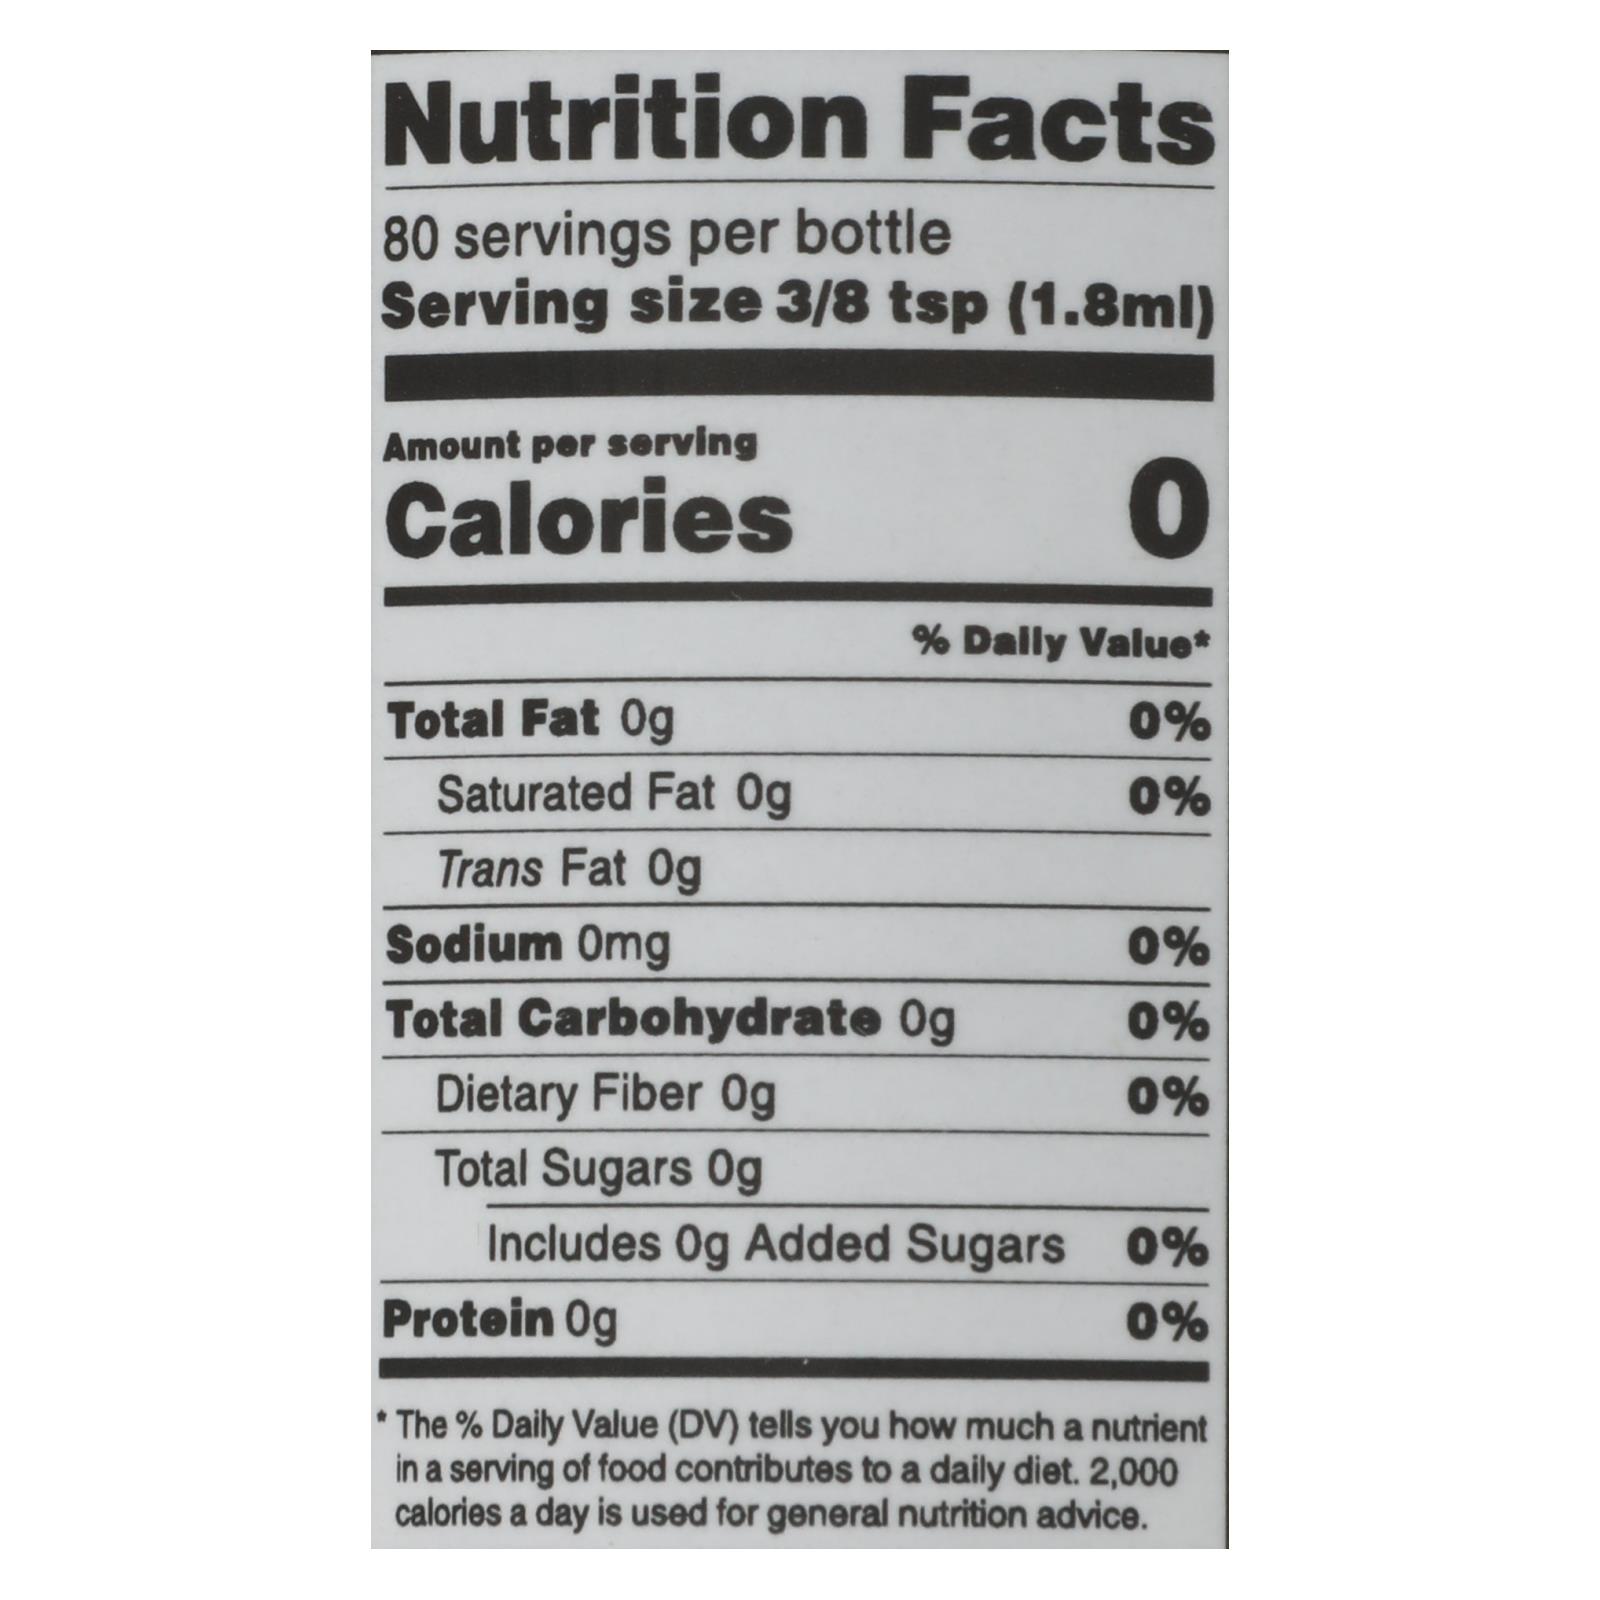 Nutrition Facts
80 servings per bottle
Serving size 3/8 tsp (1.8ml)
Amount per serving
Calories 0
% Daily Value*
Total Fat 0g 0%
Saturated Fat 0g 0%
Trans Fat 0g
Sodium 0mg 0%
Total Carbohydrate 0g 0%
Dietary Fiber 0g 0%
Total Sugars 0g
Includes 0g Added Sugars 0%
Protein 0g 0%
* The % Daily Value (DV) tells you how much a nutrient
in a serving of food contributes to a daily diet. 2,000
calories a day is used for general nutrition advice.